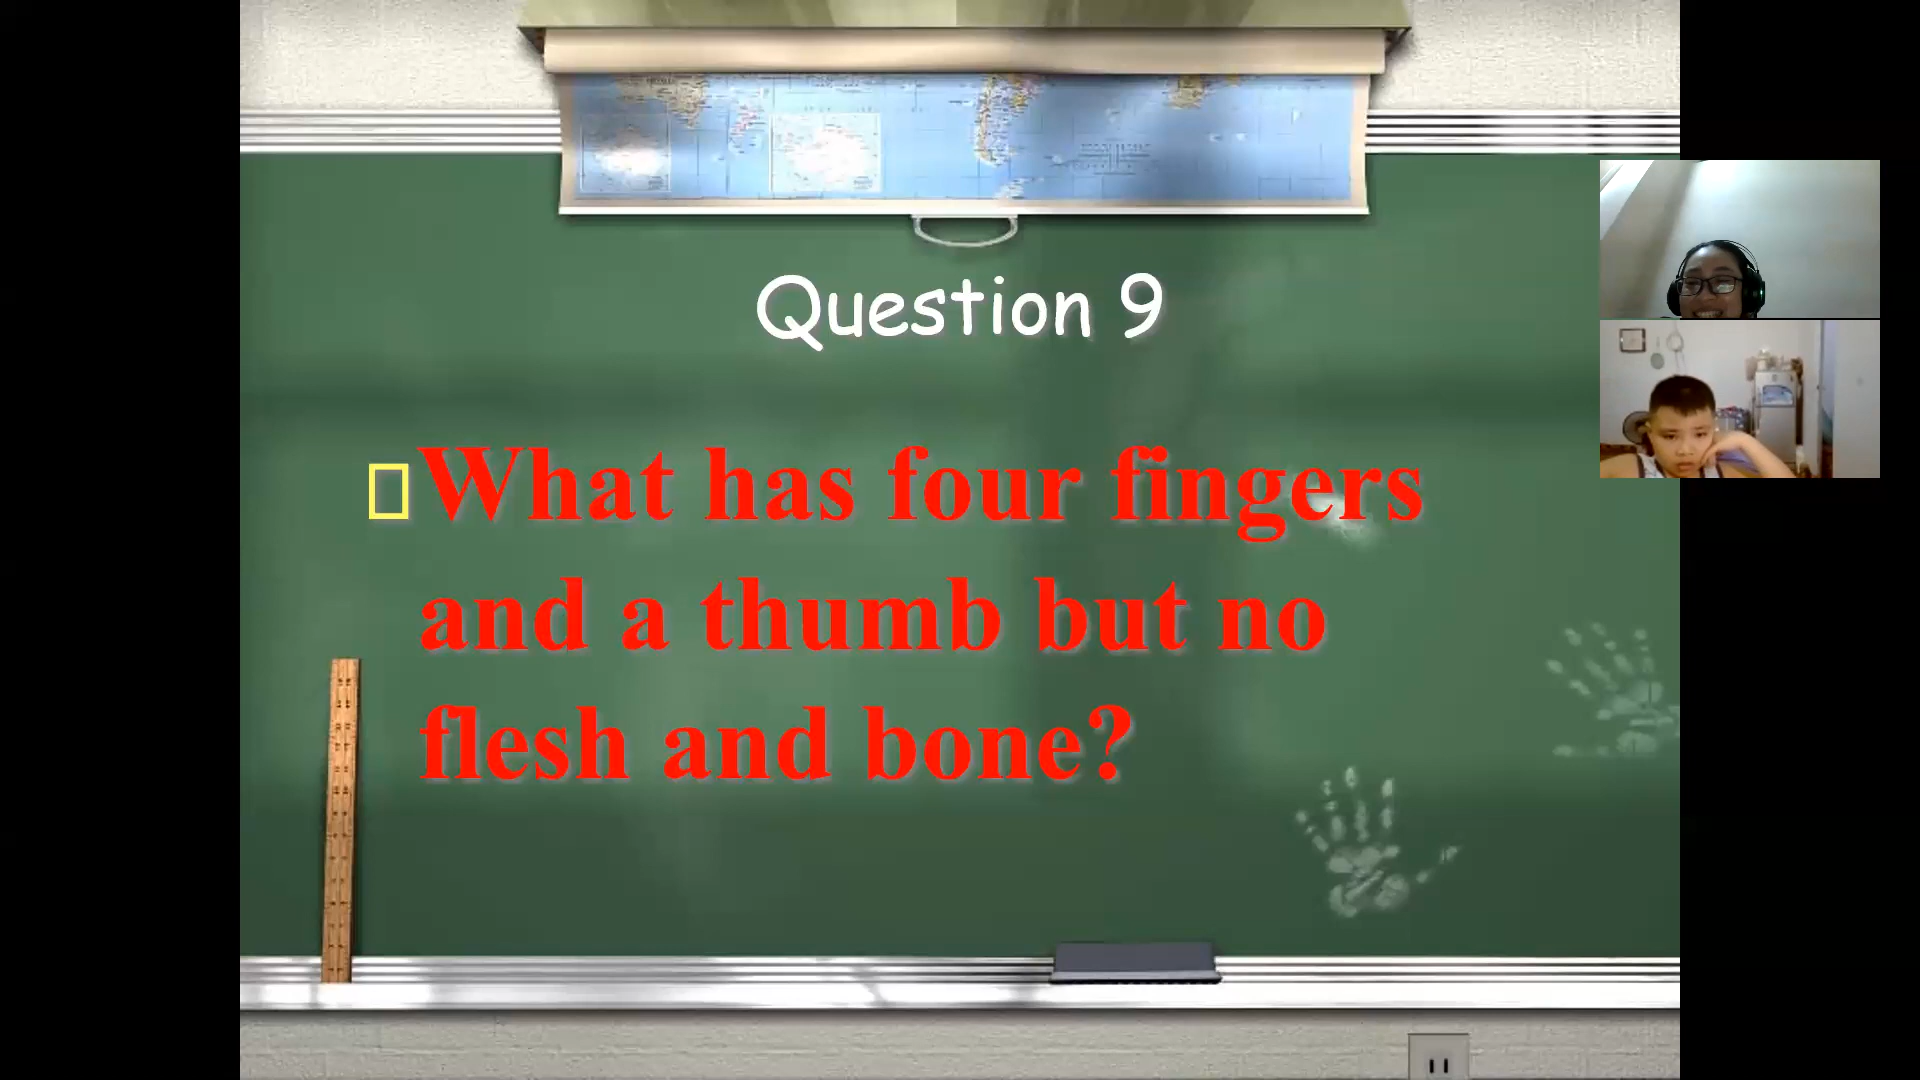 Question 9
What has four fingers
and a thumb but no
flesh and bone?